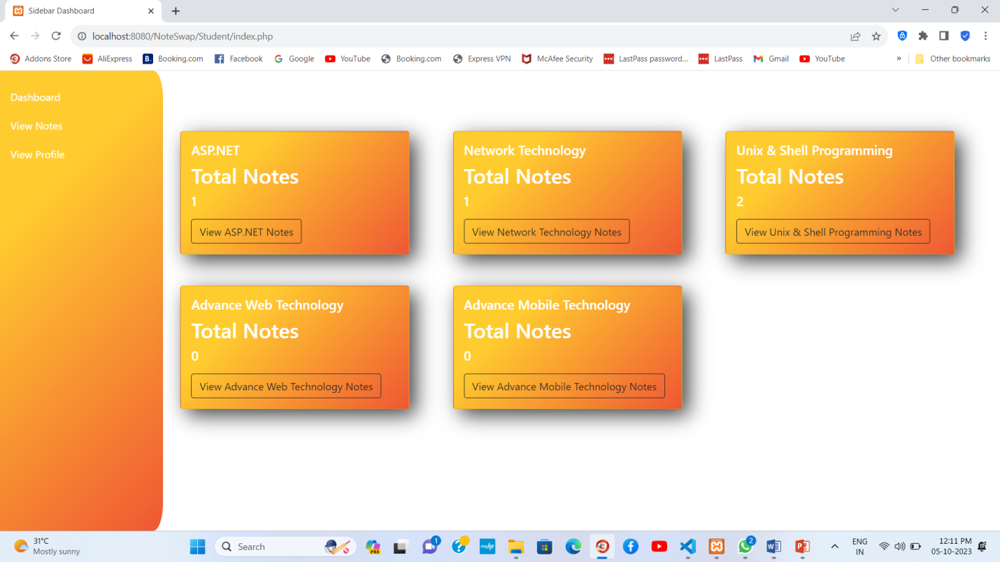 Sidebar Dashboard
localhost:8080/NoteSwap/Student/index.php
Addons Store AliExpress B. Booking.com Facebook Google YouTube Booking.com Express VPN McAfee Security LastPass password... LastPass Gmail YouTube » Other bookmarks
Dashboard
View Notes
View Profile
ASP.NET
Total Notes
1
View ASP.NET Notes
Network Technology
Total Notes
1
View Network Technology Notes
Unix & Shell Programming
Total Notes
2
View Unix & Shell Programming Notes
Advance Web Technology
Total Notes
0
View Advance Web Technology Notes
Advance Mobile Technology
Total Notes
0
View Advance Mobile Technology Notes
31°C
Mostly sunny
Search
PRE
1
myhp
2
ENG
IN
12:11 PM
05-10-2023